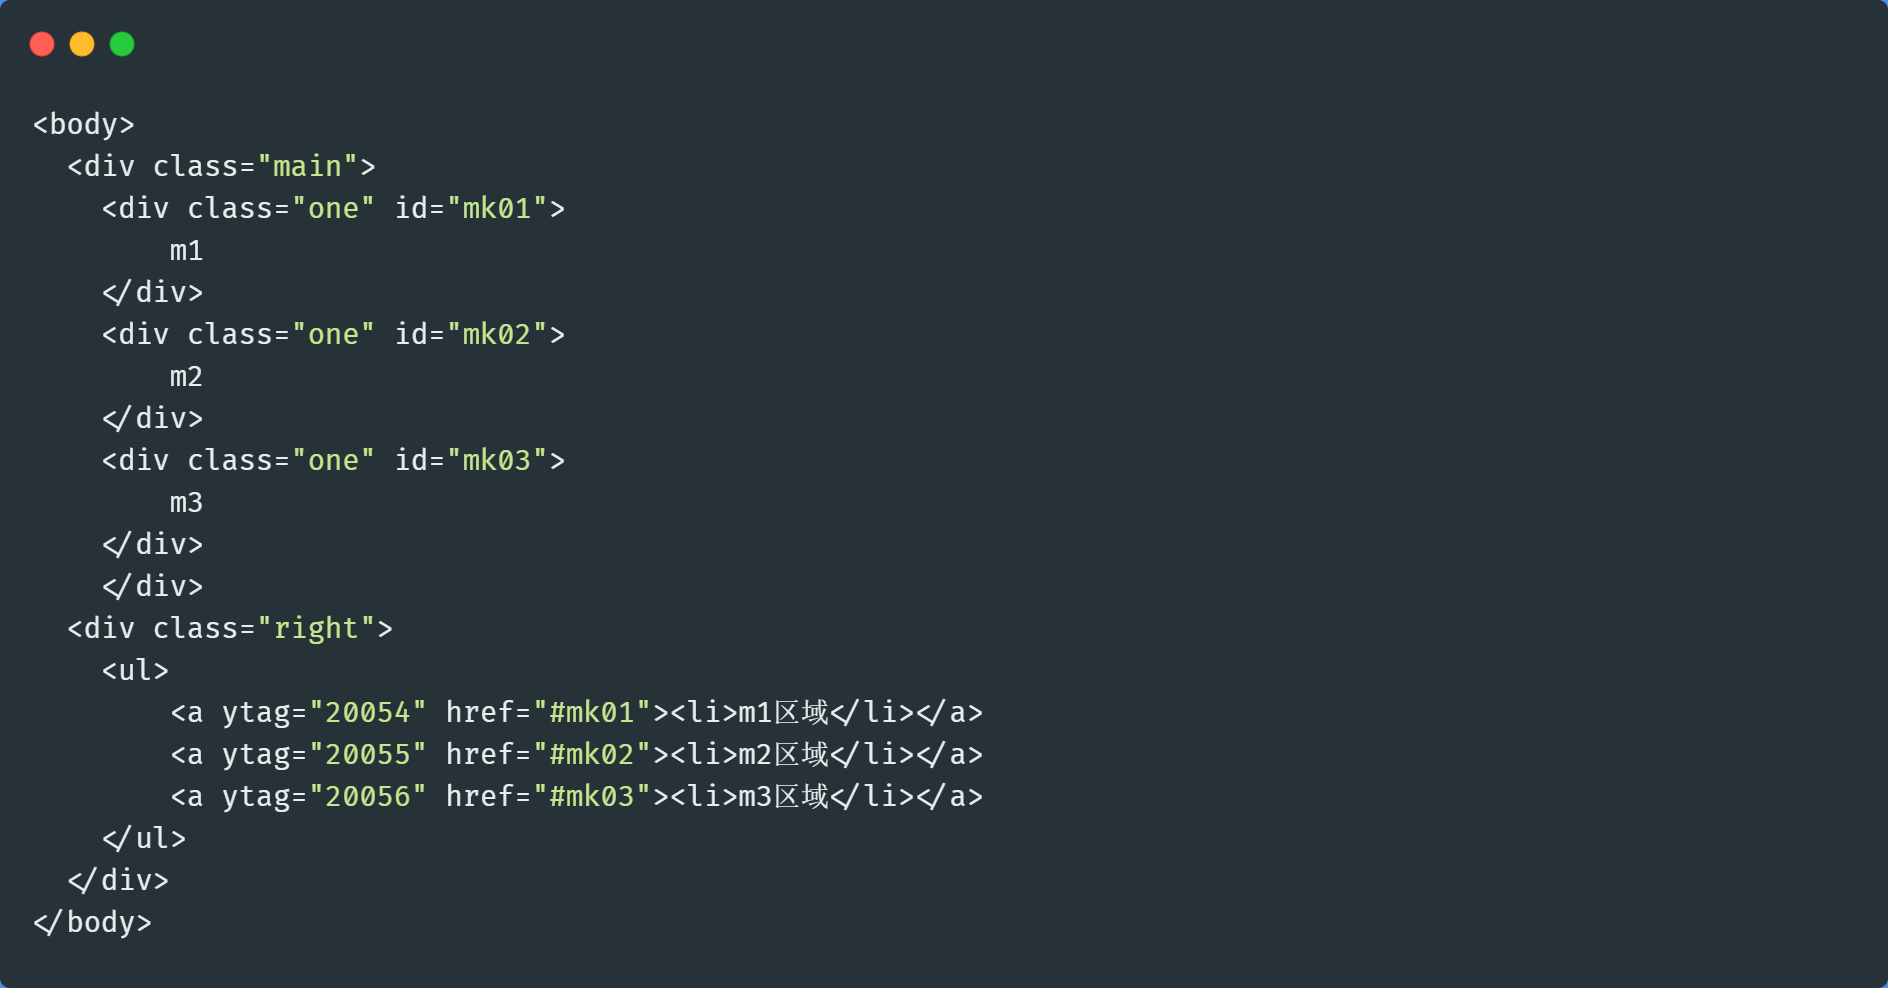 <body>
  <div class="main">
    <div class="one" id="mk01">
        m1
    </div>
    <div class="one" id="mk02">
        m2
    </div>
    <div class="one" id="mk03">
        m3
    </div>
    </div>
  <div class="right">
    <ul>
        <a ytag="20054" href="#mk01"><li>m1区域</li></a>
        <a ytag="20055" href="#mk02"><li>m2区域</li></a>
        <a ytag="20056" href="#mk03"><li>m3区域</li></a>
    </ul>
  </div>
</body>